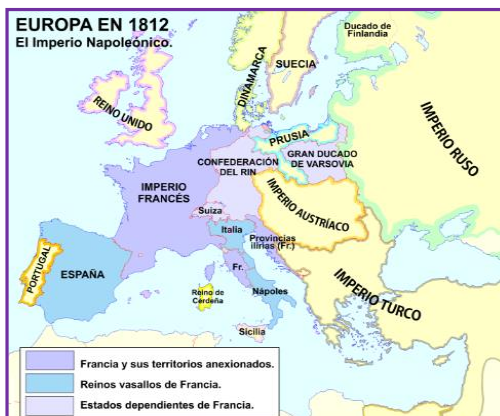 EUROPA EN 1812
El Imperio Napoleónico.
Ducado de
Finlandia
SUECIA
DINAMARCA
REINO UNIDO
IMPERIO RUSO
PRUSIA
GRAN DUCADO
DE VARSOVIA
CONFEDERACIÓN
DEL RIN
IMPERIO
FRANCÉS
IMPERIO AUSTRÍACO
Suiza
Italia
Provincias
ilirias (Fr.)
PORTUGAL
ESPAÑA
Fr.
Reino de
Cerdeña
Nápoles
IMPERIO TURCO
Sicilia
Francia y sus territorios anexionados.
Reinos vasallos de Francia.
Estados dependientes de Francia.